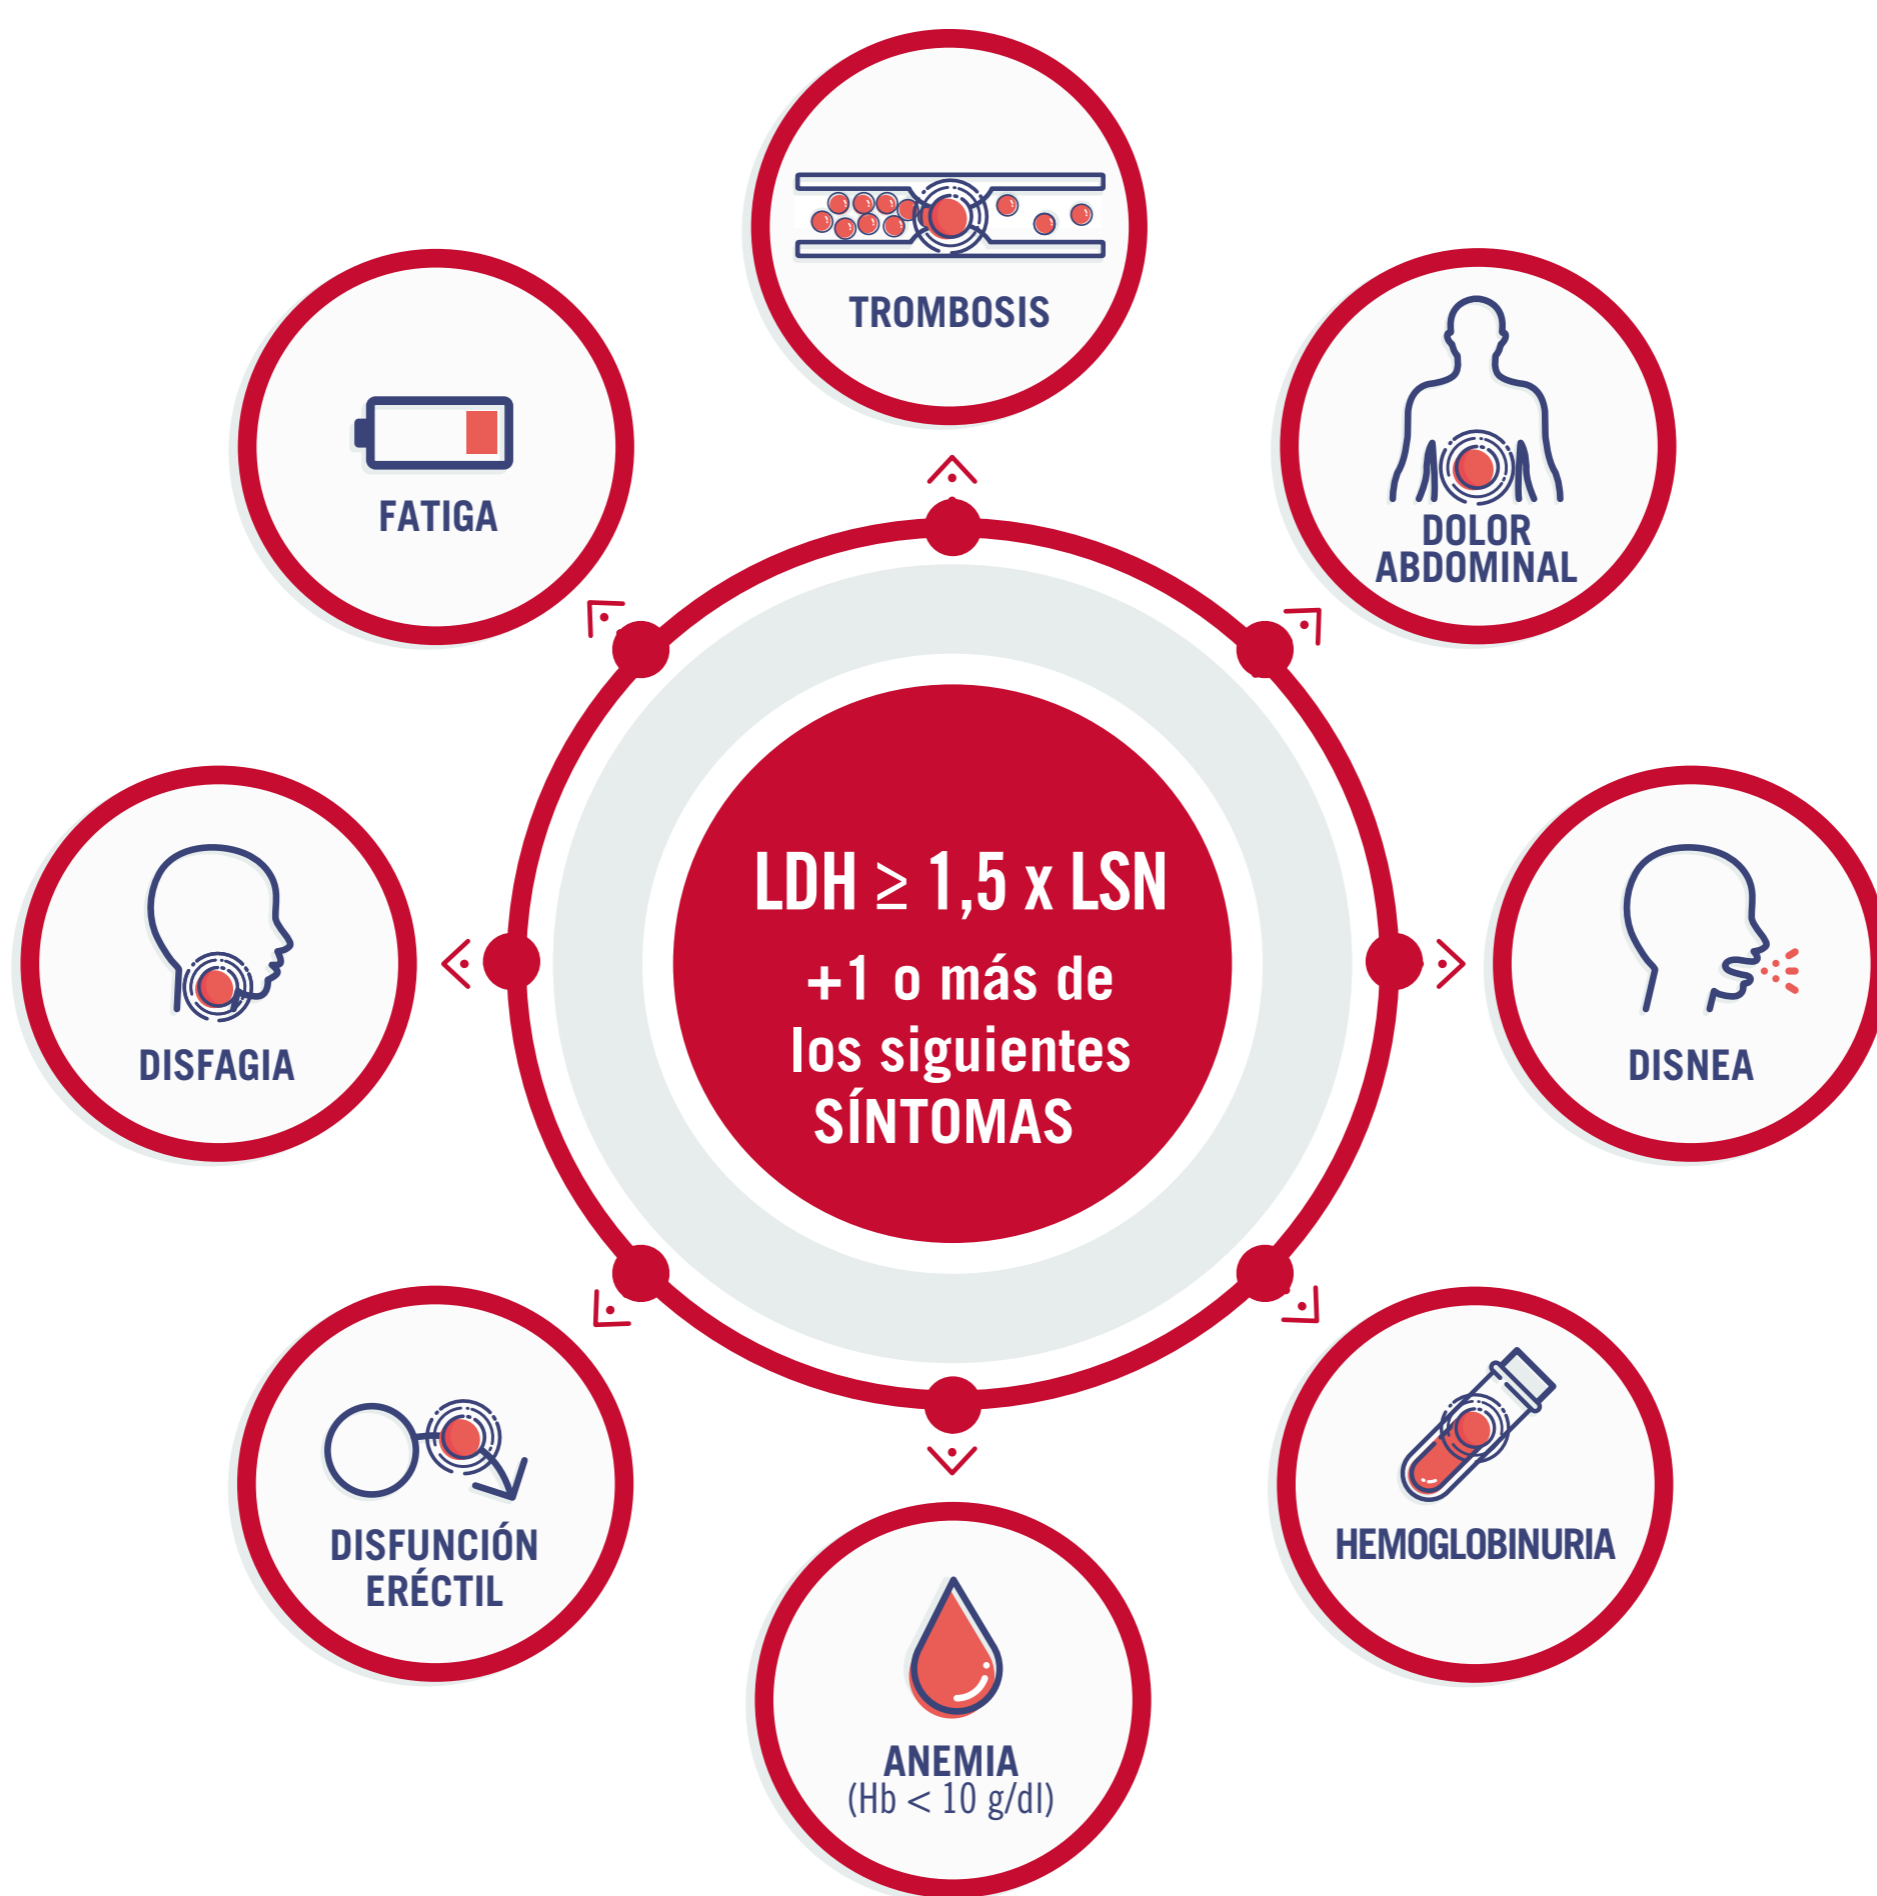 TROMBOSIS
FATIGA
DOLOR
ABDOMINAL
LDH ≥ 1,5 x LSN
+1 o más de
los siguientes
SÍNTOMAS
DISFAGIA
DISNEA
DISFUNCIÓN
ERÉCTIL
HEMOGLOBINURIA
ANEMIA
(Hb < 10 g/dl)